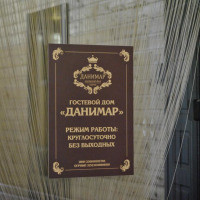 ДАНИМАР
ГОСТЕВОЙ ДОМ
«ДАНИМАР»
РЕЖИМ РАБОТЫ:
КРУГЛОСУТОЧНО
БЕЗ ВЫХОДНЫХ